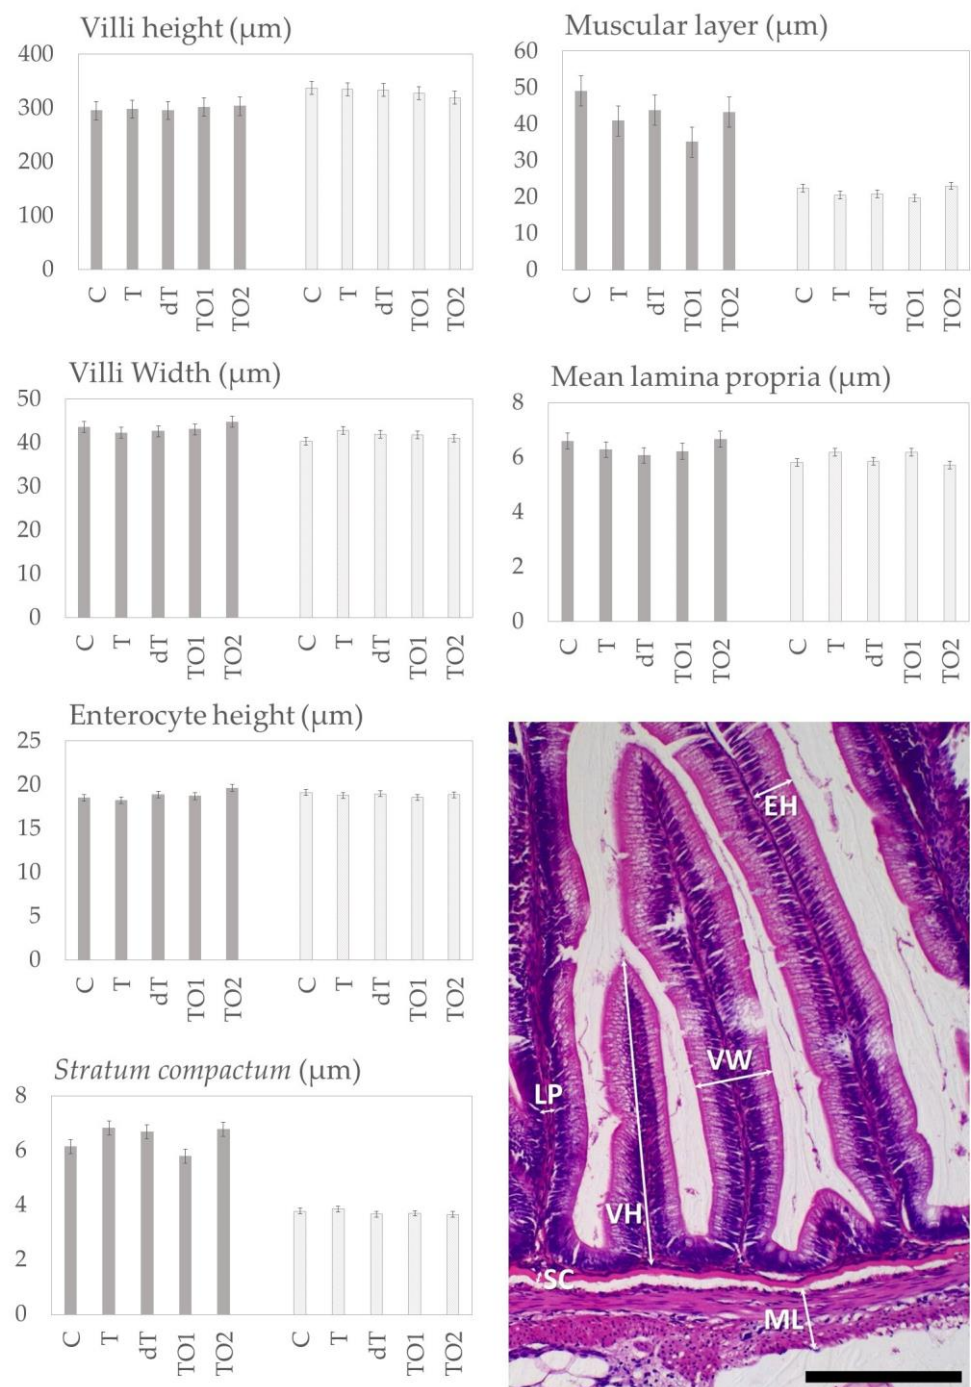 Villi height (μm)
400
300
200
100
0
C T dT TO1 TO2 C T dT TO1 TO2
Muscular layer (μm)
60
50
40
30
20
10
0
C T dT TO1 TO2 C T dT TO1 TO2
Villi Width (μm)
50
40
30
20
10
0
C T dT TO1 TO2 C T dT TO1 TO2
Mean lamina propria (μm)
8
6
4
2
0
C T dT TO1 TO2 C T dT TO1 TO2
Enterocyte height (μm)
25
20
15
10
5
0
C T dT TO1 TO2 C T dT TO1 TO2
Stratum compactum (μm)
8
6
4
2
0
C T dT TO1 TO2 C T dT TO1 TO2
EH
VW
LP
VH
SC
ML